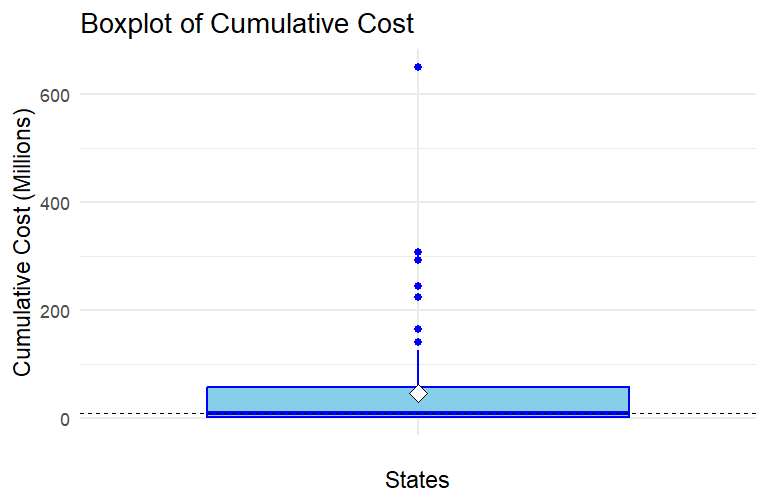 Boxplot of Cumulative Cost
Cumulative Cost (Millions)
600
400
200
0
States